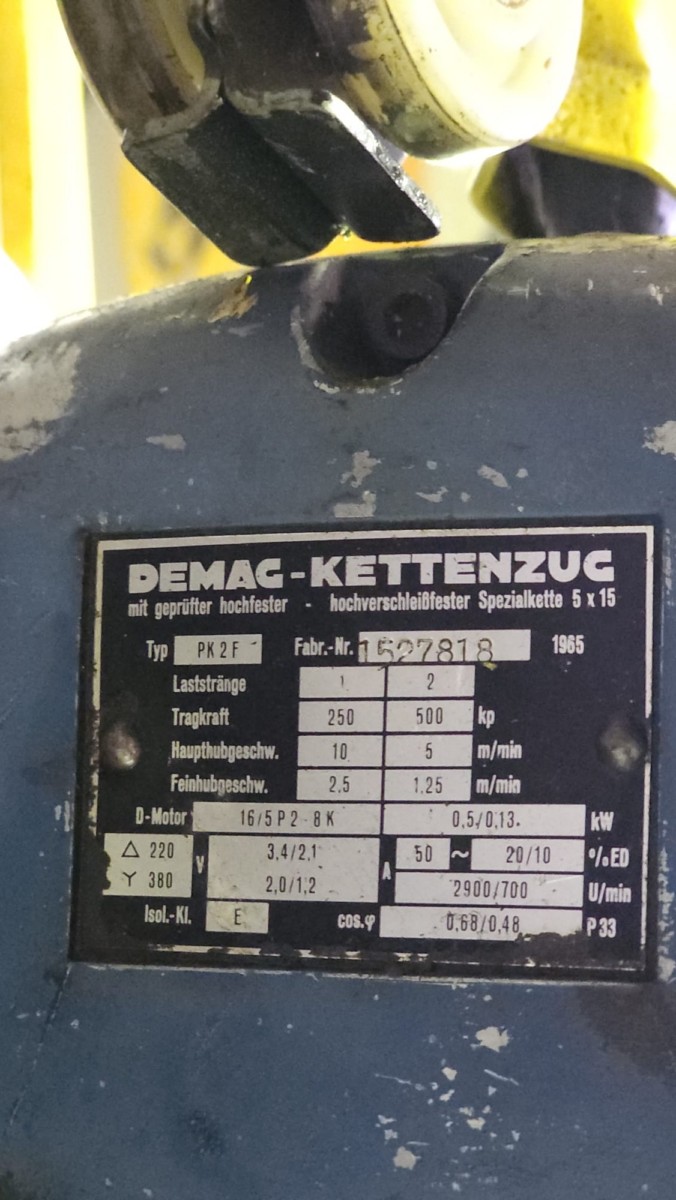 DEMAG-KETTENZUG
mit geprüfter hochfester - hochverschleißfester Spezialkette 5 x 15
Typ PK 2 F Fabr.-Nr. 1527818 1965
Laststränge 1 2
Tragkraft 250 500 kp
Haupthubgeschw. 10 5 m/min
Feinhubgeschw. 2,5 1,25 m/min
D-Motor 16/5 P 2 - 8 K 0,5/0,13 kW
△ 220 V 3,4/2,1 A 50 ~ 20/10 %ED
Y 380 2,0/1,2 2900/700 U/min
Isol.-Kl. E cos.φ 0,68/0,48 P 33